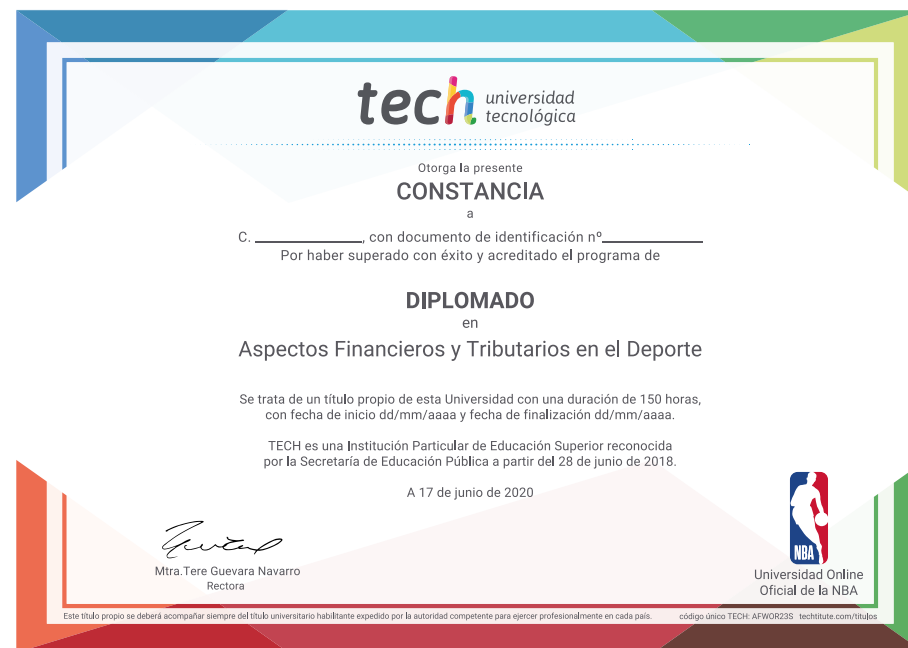 tech universidad
tecnológica
Otorga la presente
CONSTANCIA
a
C. ____________, con documento de identificación nº____________
Por haber superado con éxito y acreditado el programa de
DIPLOMADO
en
Aspectos Financieros y Tributarios en el Deporte
Se trata de un título propio de esta Universidad con una duración de 150 horas,
con fecha de inicio dd/mm/aaaa y fecha de finalización dd/mm/aaaa.
TECH es una Institución Particular de Educación Superior reconocida
por la Secretaría de Educación Pública a partir del 28 de junio de 2018.
A 17 de junio de 2020
Mtra.Tere Guevara Navarro
Rectora
NBA
Universidad Online
Oficial de la NBA
Este título propio se deberá acompañar siempre del título universitario habilitante expedido por la autoridad competente para ejercer profesionalmente en cada país. código único TECH: AFWOR23S techtitute.com/titulos